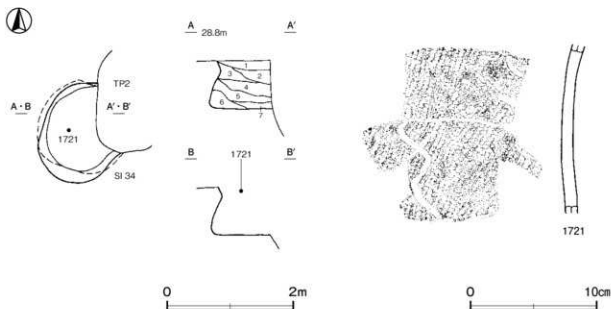 A 28.8m A'
1
3 2
4
5
6
7
TP2
A・B A'・B'
1721
SI 34
B 1721 B'
1721
0 2m
0 10cm